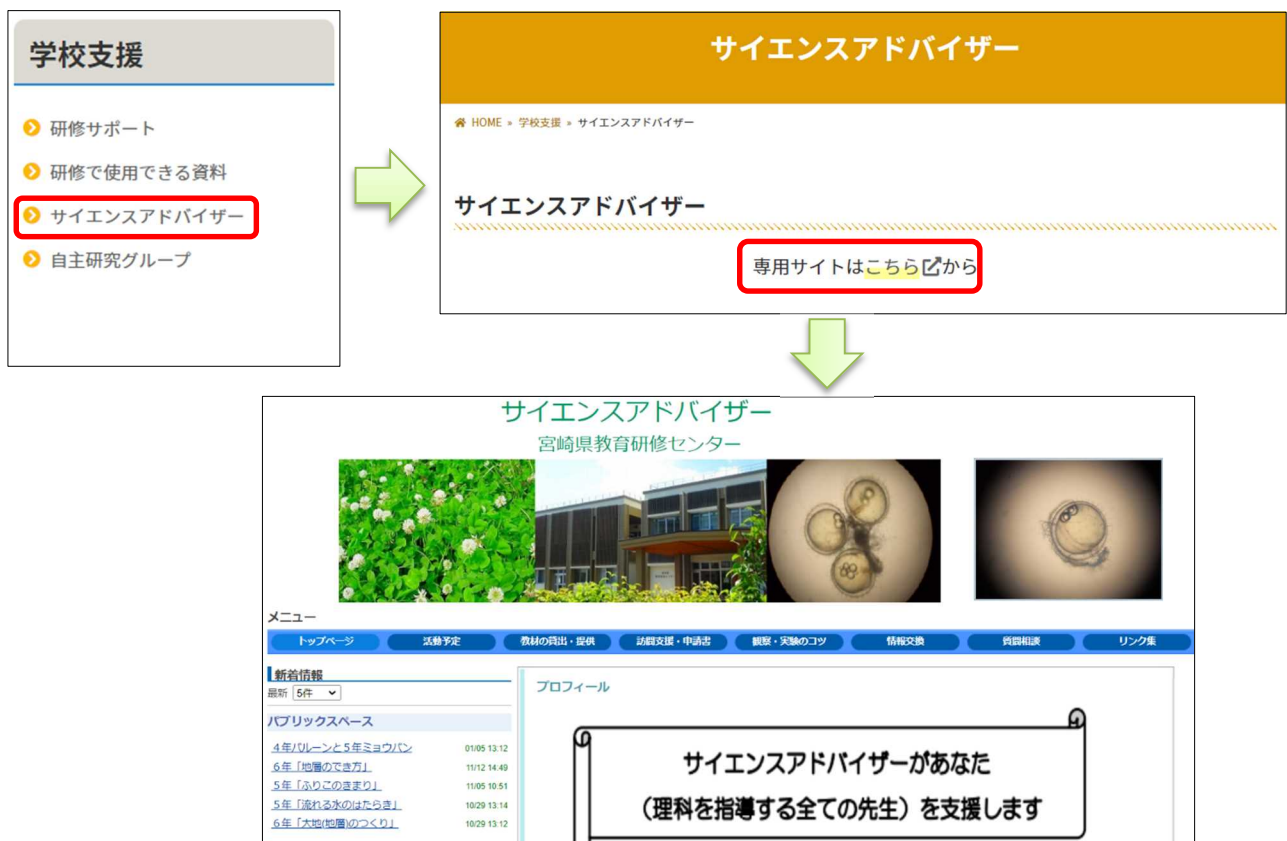 学校支援
研修サポート
研修で使用できる資料
サイエンスアドバイザー
自主研究グループ
サイエンスアドバイザー
HOME » 学校支援 » サイエンスアドバイザー
サイエンスアドバイザー
専用サイトはこちらから
サイエンスアドバイザー
宮崎県教育研修センター
メニュー
トップページ 活動予定 教材の貸出・提供 訪問支援・申請書 観察・実験のコツ 情報交換 質問相談 リンク集
新着情報
最新 5件
パブリックスペース
4年バルーンと5年ミョウバン 01/05 13:12
6年「地層のでき方」 11/12 14:49
5年「ふりこのきまり」 11/05 10:51
5年「流れる水のはたらき」 10/29 13:14
6年「大地(地層)のつくり」 10/29 13:12
プロフィール
サイエンスアドバイザーがあなた
（理科を指導する全ての先生）を支援します